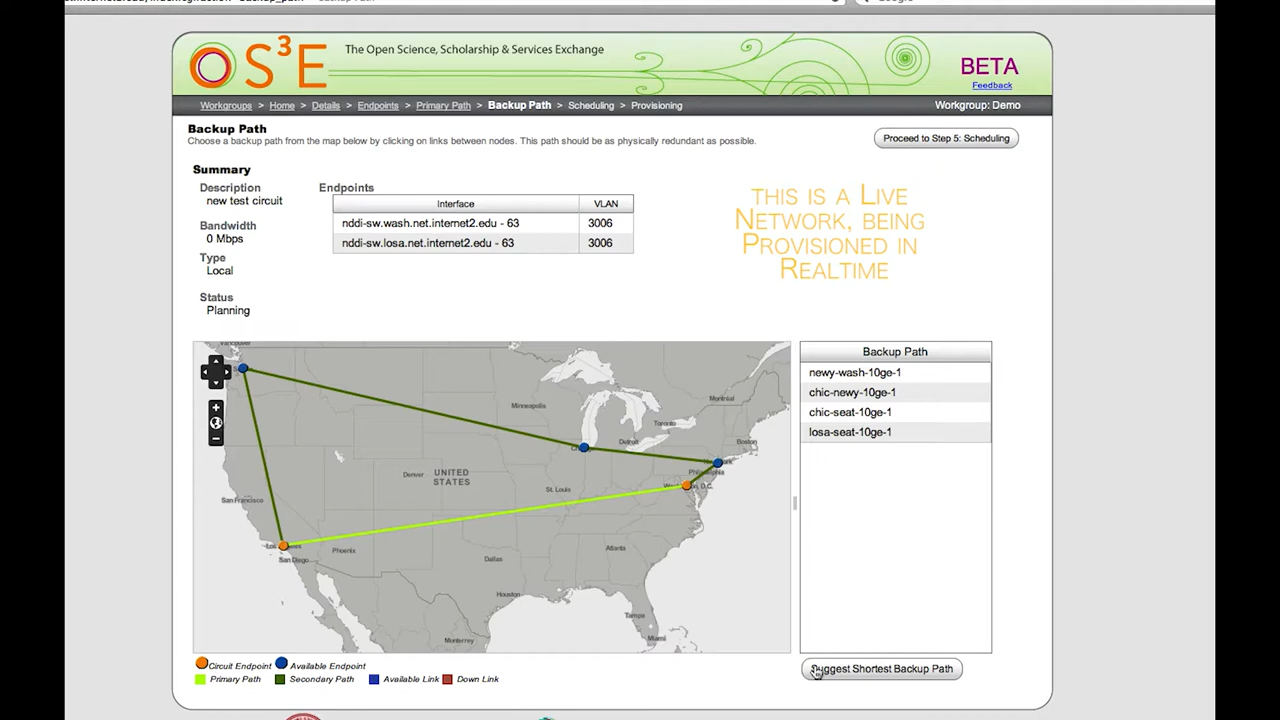 OS3E
The Open Science, Scholarship & Services Exchange
BETA
Feedback
Workgroups > Home > Details > Endpoints > Primary Path > Backup Path > Scheduling > Provisioning
Workgroup: Demo
Backup Path
Choose a backup path from the map below by clicking on links between nodes. This path should be as physically redundant as possible.
Proceed to Step 5: Scheduling
Summary
Description
new test circuit
Bandwidth
0 Mbps
Type
Local
Status
Planning
Endpoints
Interface VLAN
nddi-sw.wash.net.internet2.edu - 63 3006
nddi-sw.losa.net.internet2.edu - 63 3006
THIS IS A LIVE
NETWORK, BEING
PROVISIONED IN
REALTIME
Vancouver
Minneapolis
Montréal
Toronto
Detroit
Boston
Philadelphia
UNITED
STATES
Denver
St. Louis
San Francisco
San Diego
Phoenix
Dallas
Atlanta
Houston
Tampa
Miami
Monterrey
Backup Path
newy-wash-10ge-1
chic-newy-10ge-1
chic-seat-10ge-1
losa-seat-10ge-1
Suggest Shortest Backup Path
Circuit Endpoint Available Endpoint
Primary Path Secondary Path Available Link Down Link